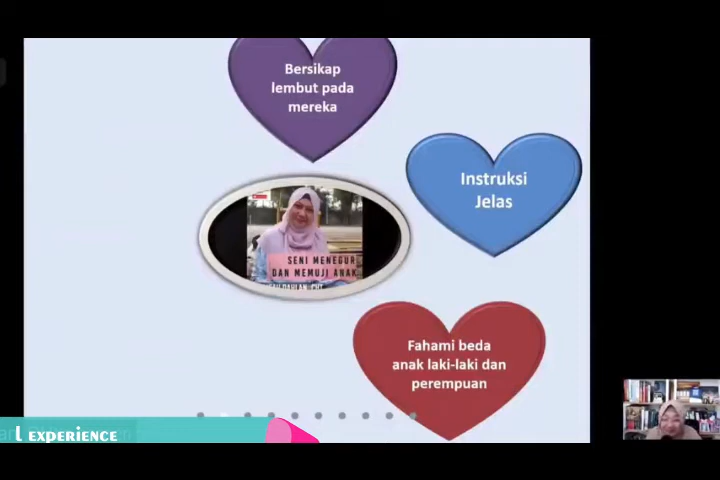 Bersikap
lembut pada
mereka
Instruksi
Jelas
SENI MENEGUR
DAN MEMUJI ANAK
Fahami beda
anak laki-laki dan
perempuan
L EXPERIENCE